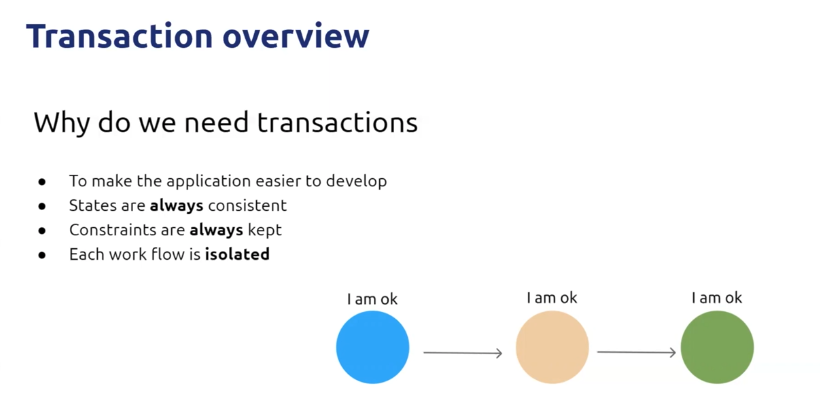 Transaction overview
Why do we need transactions
● To make the application easier to develop
● States are always consistent
● Constraints are always kept
● Each work flow is isolated
I am ok
I am ok
I am ok